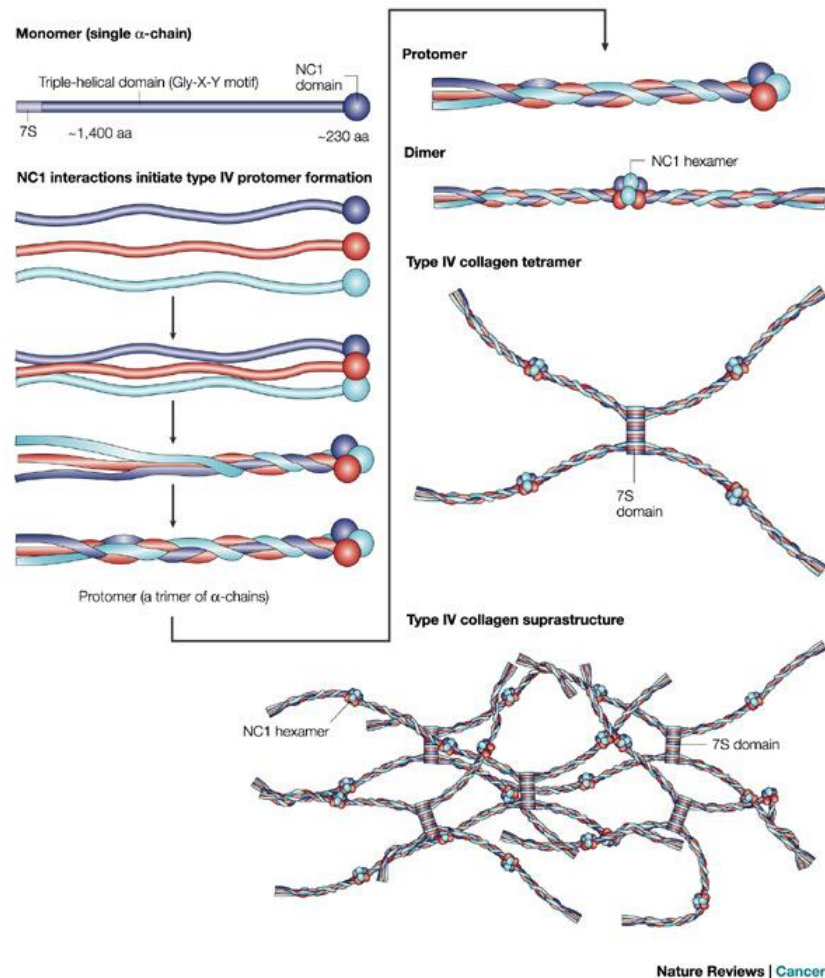 Monomer (single α-chain)
Triple-helical domain (Gly-X-Y motif)
NC1
domain
7S
~1,400 aa
~230 aa
NC1 interactions initiate type IV protomer formation
Protomer (a trimer of α-chains)
Protomer
Dimer
NC1 hexamer
Type IV collagen tetramer
7S
domain
Type IV collagen suprastructure
NC1 hexamer
7S domain
Nature Reviews | Cancer